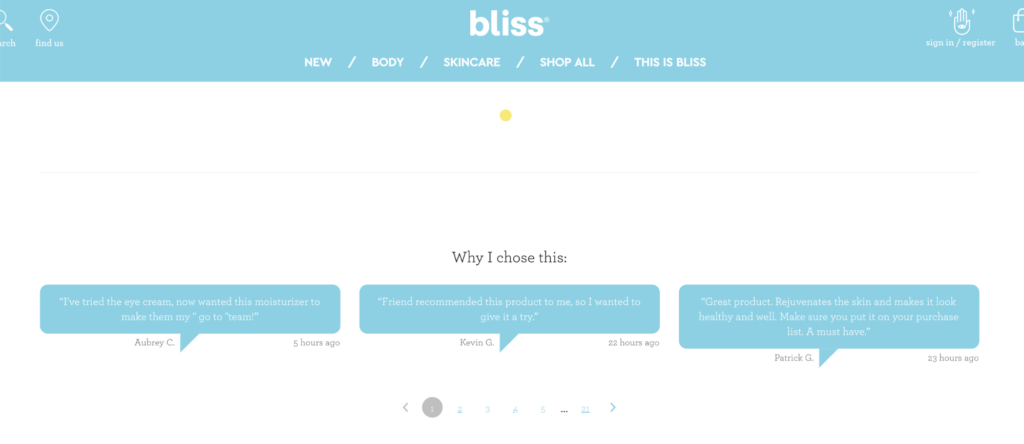 bliss®
arch
find us
sign in / register
ba
NEW / BODY / SKINCARE / SHOP ALL / THIS IS BLISS
Why I chose this:
"I've tried the eye cream, now wanted this moisturizer to
make them my " go to "team!"
Aubrey C. 5 hours ago
"Friend recommended this product to me, so I wanted to
give it a try."
Kevin G. 22 hours ago
"Grest product. Rejuvenates the skin and makes it look
healthy and well. Make sure you put it on your purchase
list. A must have."
Patrick G. 23 hours ago
< 1 2 3 4 5 ... 21 >